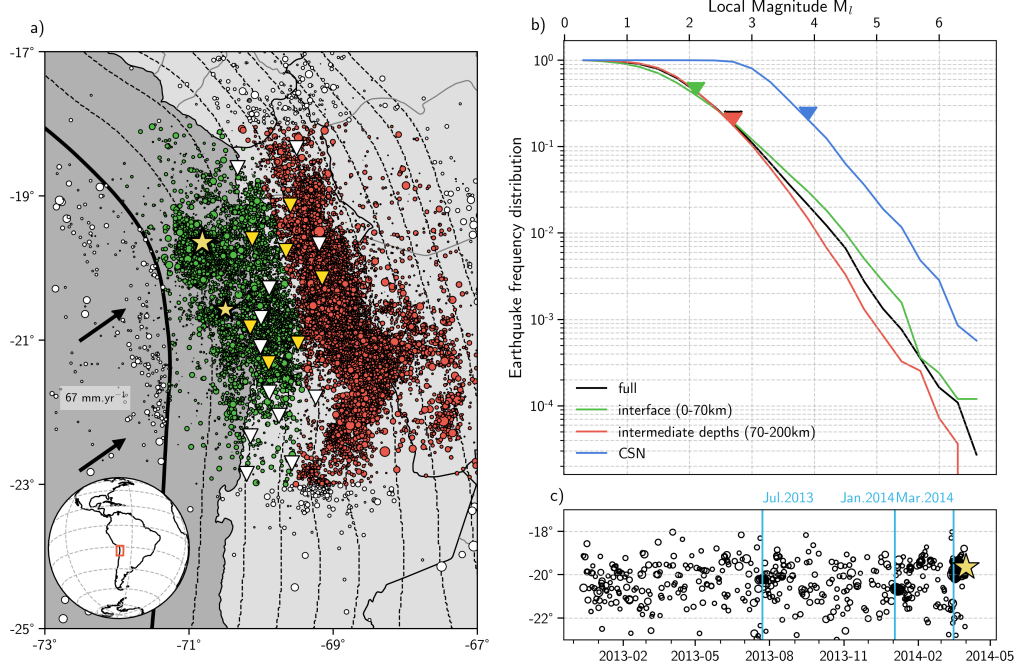 a)
-17°
-19°
-21°
-23°
-25°
-73°
-71°
-69°
-67°
67 mm.yr⁻¹
b)
Local Magnitude M_l
0 1 2 3 4 5 6
Earthquake frequency distribution
10⁰
10⁻¹
10⁻²
10⁻³
10⁻⁴
full
interface (0-70km)
intermediate depths (70-200km)
CSN
c)
Jul.2013 Jan.2014 Mar.2014
-18°
-20°
-22°
2013-02 2013-05 2013-08 2013-11 2014-02 2014-05